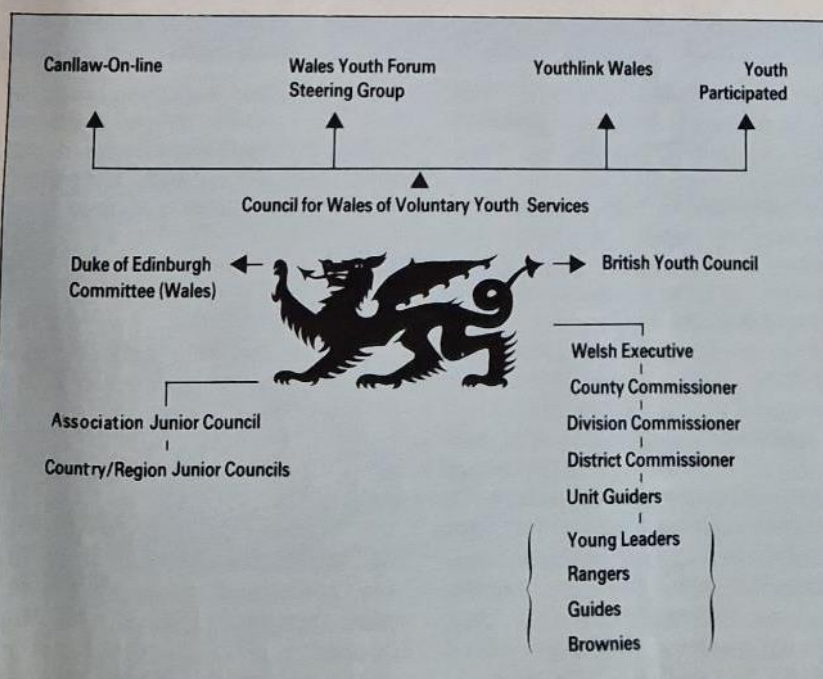 Canllaw-On-line
Wales Youth Forum
Steering Group
Youthlink Wales
Youth
Participated
Council for Wales of Voluntary Youth Services
Duke of Edinburgh
Committee (Wales)
British Youth Council
Welsh Executive
County Commissioner
Division Commissioner
District Commissioner
Unit Guiders
Young Leaders
Rangers
Guides
Brownies
Association Junior Council
Country/Region Junior Councils